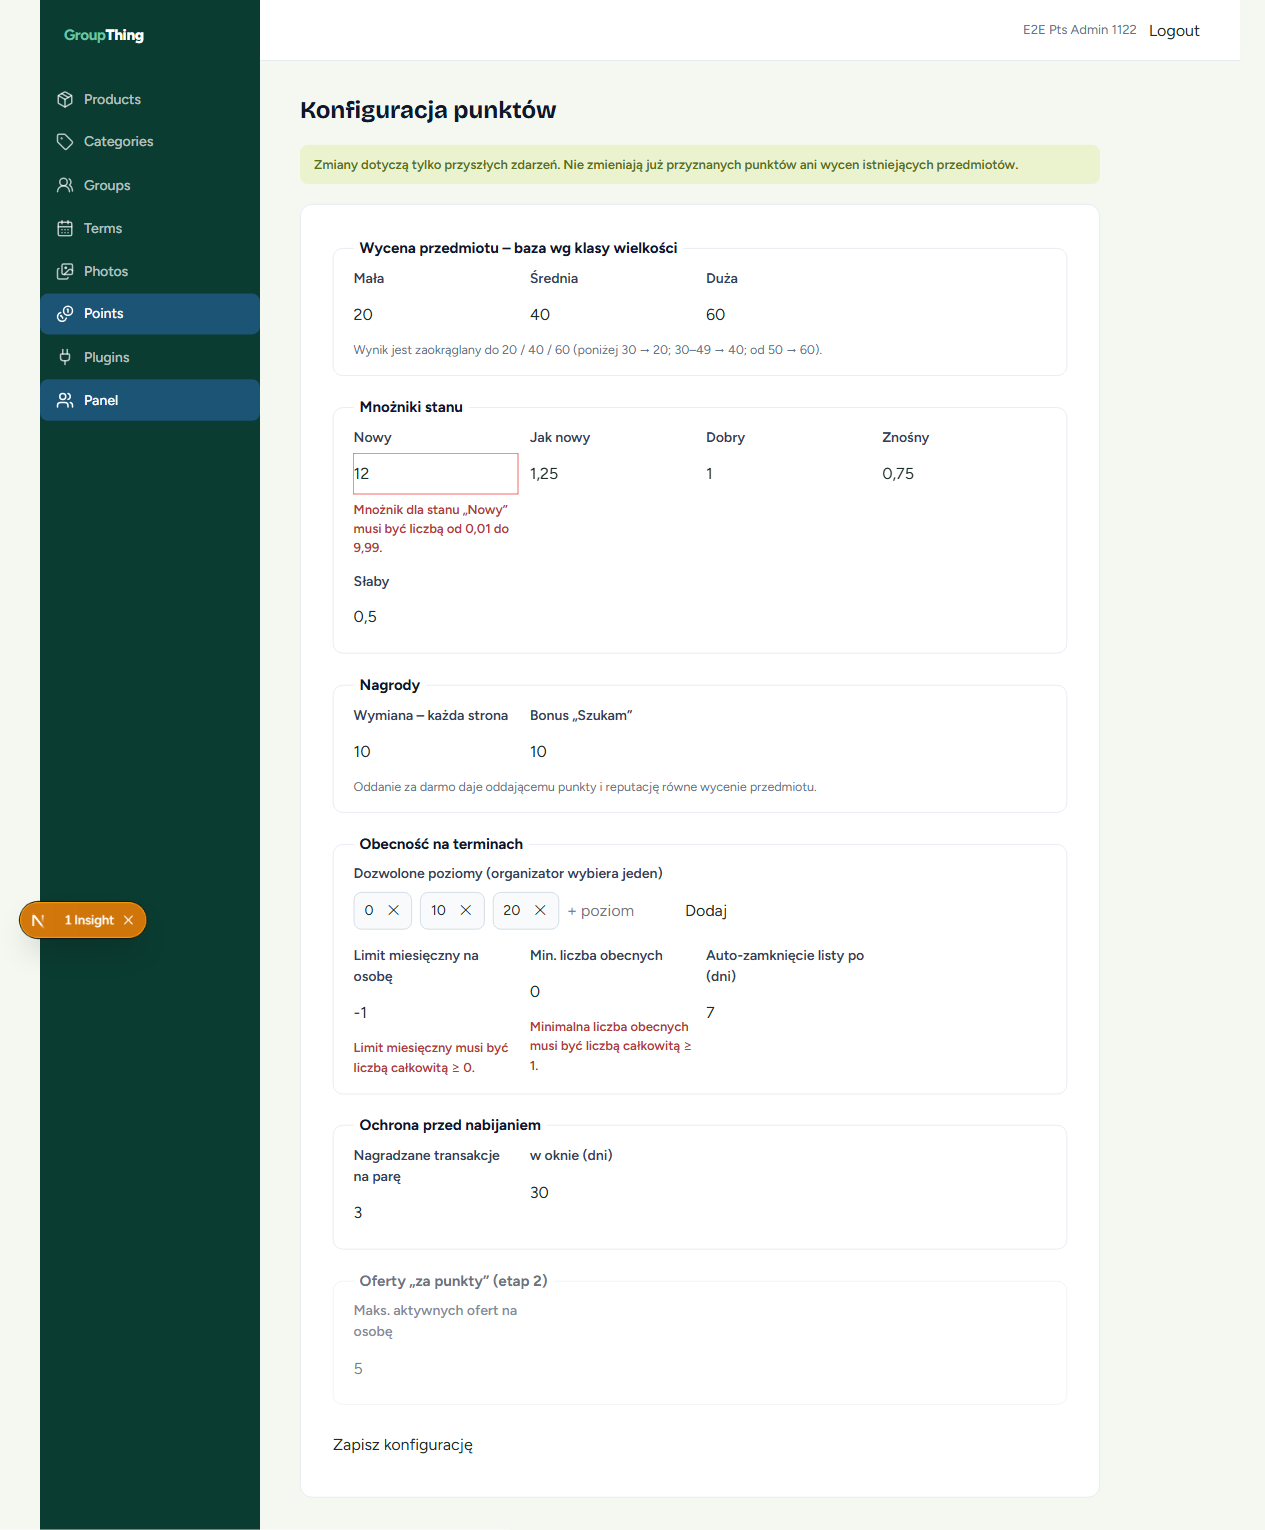 GroupThing
E2E Pts Admin 1122
Logout
Products
Categories
Groups
Terms
Photos
Points
Plugins
Panel
1 Insight
Konfiguracja punktów
Zmiany dotyczą tylko przyszłych zdarzeń. Nie zmieniają już przyznanych punktów ani wycen istniejących przedmiotów.
Wycena przedmiotu – baza wg klasy wielkości
Mała Średnia Duża
20 40 60
Wynik jest zaokrąglany do 20 / 40 / 60 (poniżej 30 → 20; 30–49 → 40; od 50 → 60).
Mnożniki stanu
Nowy Jak nowy Dobry Znośny
12 1,25 1 0,75
Mnożnik dla stanu „Nowy”
musi być liczbą od 0,01 do
9,99.
Słaby
0,5
Nagrody
Wymiana – każda strona Bonus „Szukam”
10 10
Oddanie za darmo daje oddającemu punkty i reputację równe wycenie przedmiotu.
Obecność na terminach
Dozwolone poziomy (organizator wybiera jeden)
0 10 20 + poziom Dodaj
Limit miesięczny na
osobę
-1
Limit miesięczny musi być
liczbą całkowitą ≥ 0.
Min. liczba obecnych
0
Minimalna liczba obecnych
musi być liczbą całkowitą ≥
1.
Auto-zamknięcie listy po
(dni)
7
Ochrona przed nabijaniem
Nagradzane transakcje
na parę
3
w oknie (dni)
30
Oferty „za punkty” (etap 2)
Maks. aktywnych ofert na
osobę
5
Zapisz konfigurację